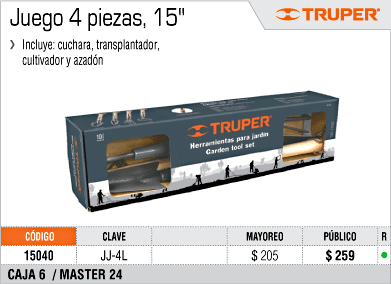 Juego 4 piezas, 15"
TRUPER®
❯ Incluye: cuchara, transplantador,
cultivador y azadón
TRUPER
Herramientas para jardín
Garden tool set
CÓDIGO CLAVE MAYOREO PÚBLICO R
15040 JJ-4L $ 205 $ 259 ●
CAJA 6 / MASTER 24